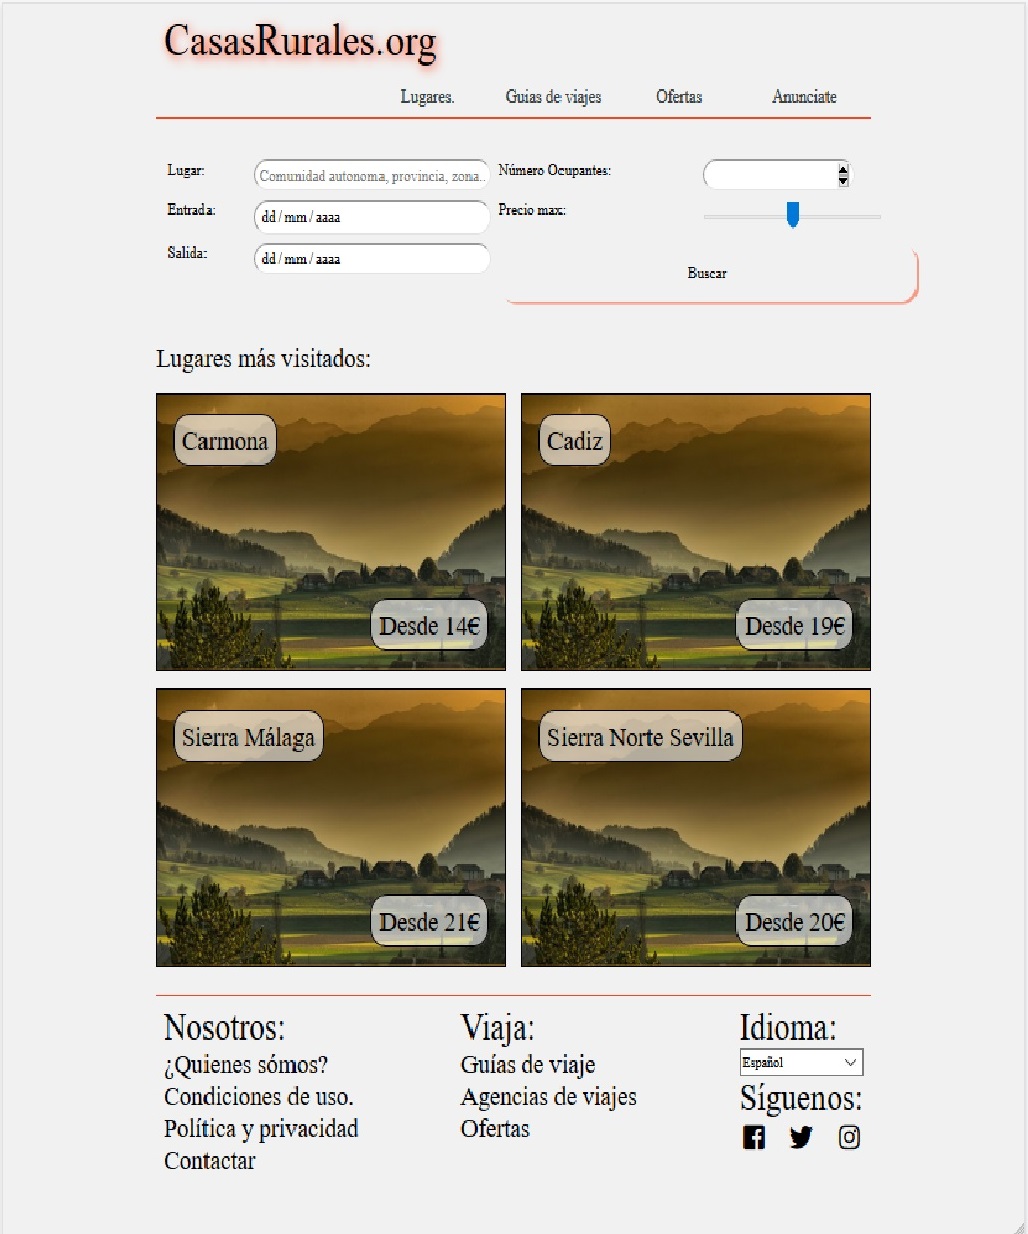 CasasRurales.org
Lugares. Guias de viajes Ofertas Anunciate
Lugar: Comunidad autonoma, provincia, zona.. Número Ocupantes:
Entrada: dd / mm / aaaa Precio max:
Salida: dd / mm / aaaa
Buscar
Lugares más visitados:
Carmona
Cadiz
Desde 14€
Desde 19€
Sierra Málaga
Sierra Norte Sevilla
Desde 21€
Desde 20€
Nosotros:
¿Quienes sómos?
Condiciones de uso.
Política y privacidad
Contactar
Viaja:
Guías de viaje
Agencias de viajes
Ofertas
Idioma:
Español
Síguenos: